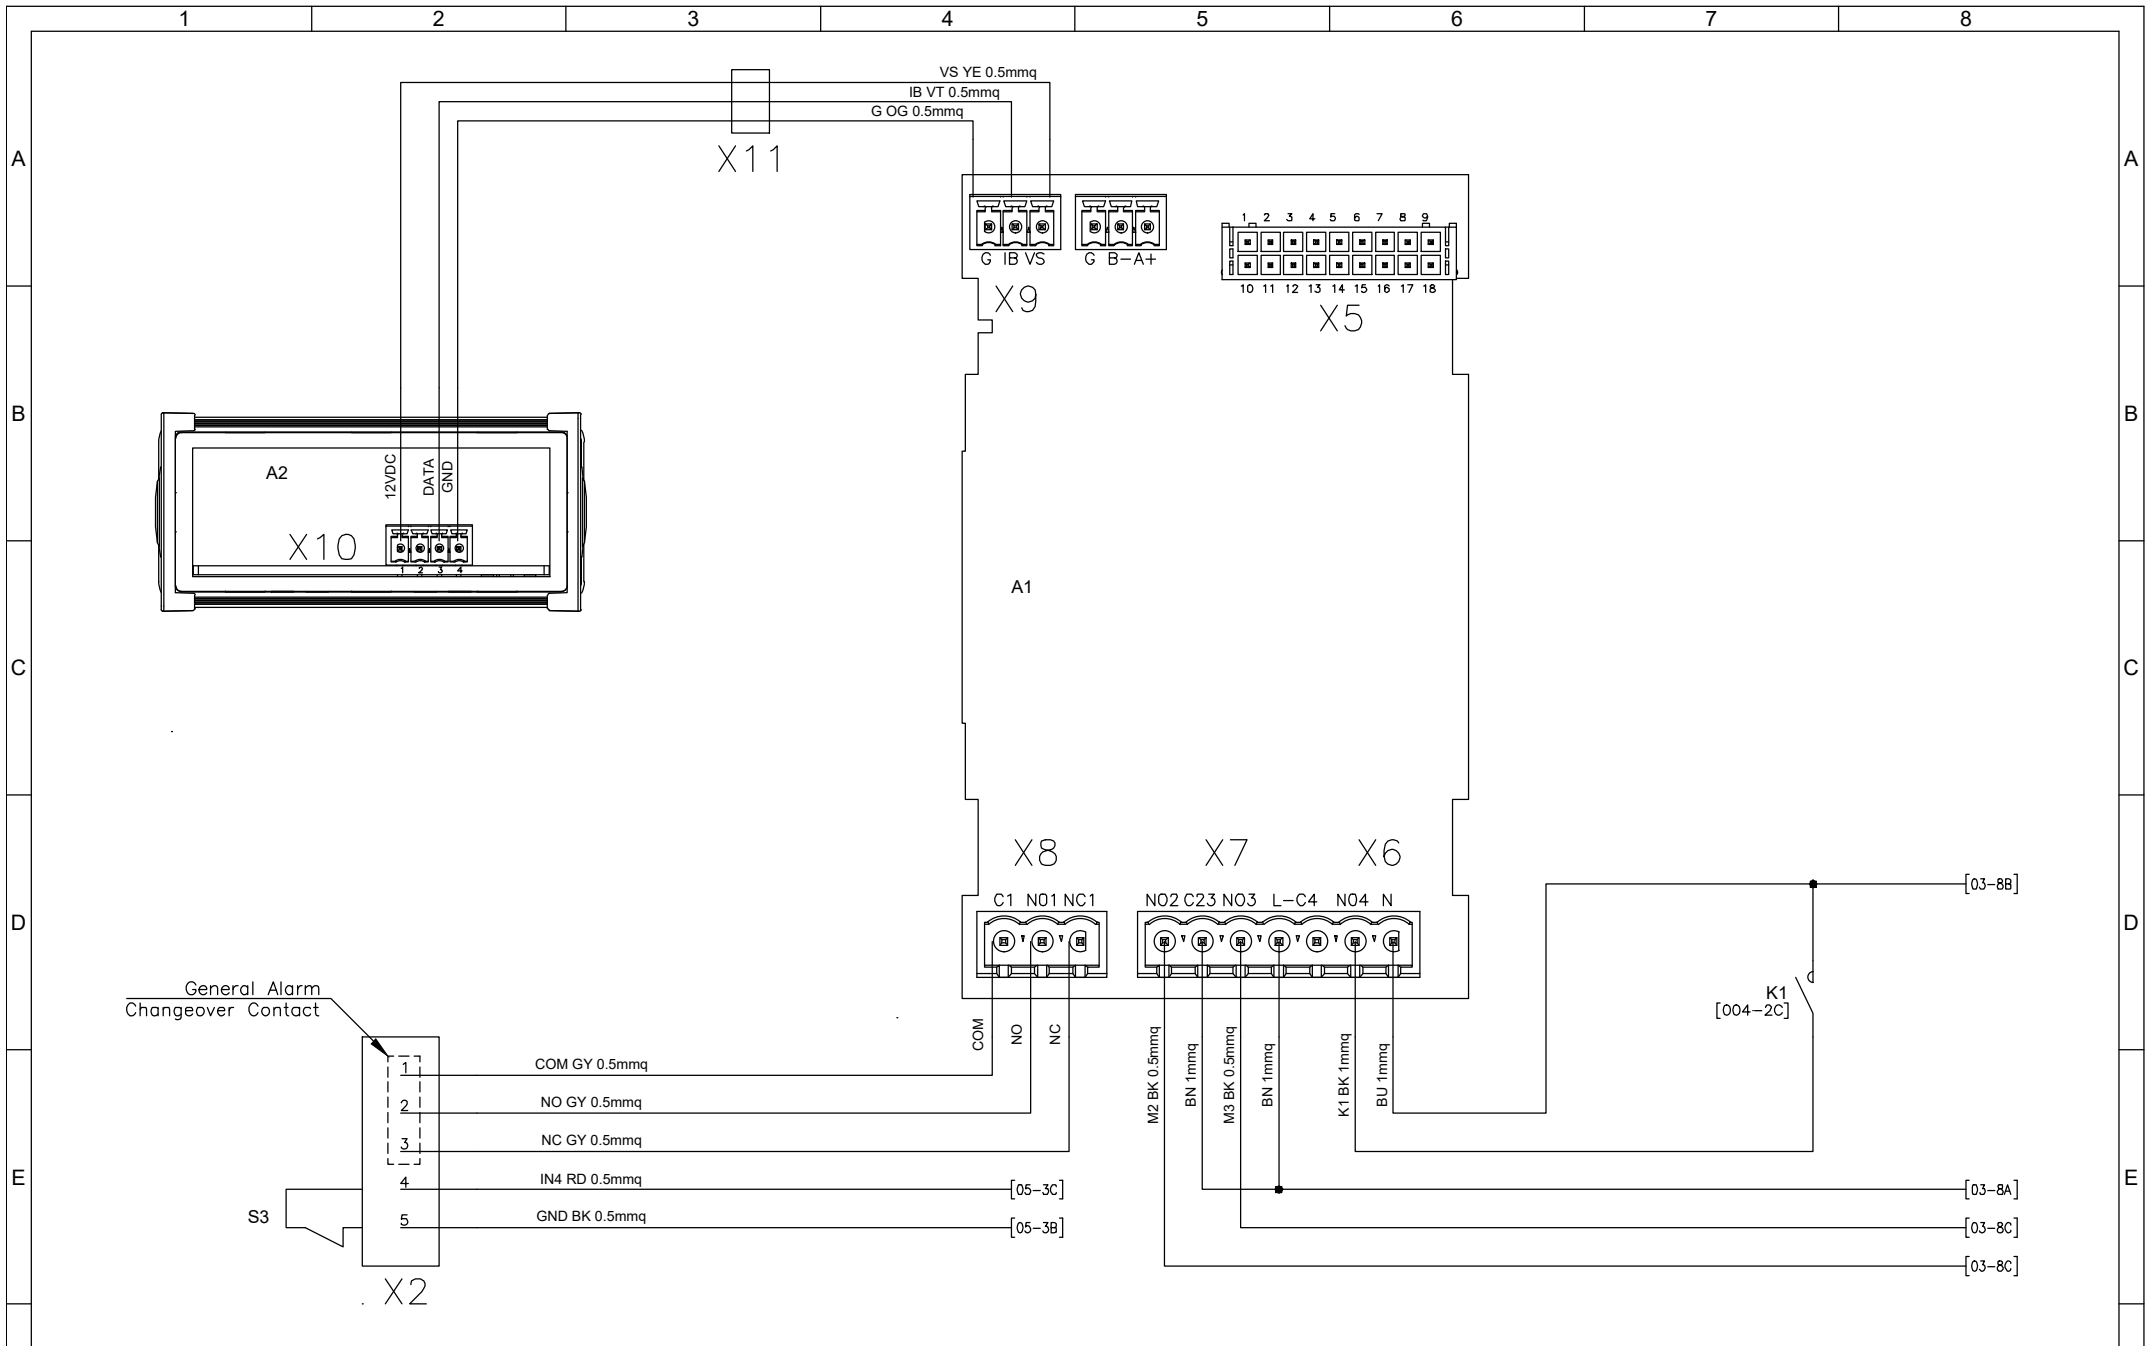 1 2 3 4 5 6 7 8
VS YE 0.5mmq
IB VT 0.5mmq
G OG 0.5mmq
A A
X11
1 2 3 4 5 6 7 8 9
G IB VS G B-A+
10 11 12 13 14 15 16 17 18
X9 X5
B B
A2 12VDC DATA GND
X10
1 2 3 4
A1
C C
X8 X7 X6
[03-8B]
C1 NO1 NC1 NO2 C23 NO3 L-C4 NO4 N
D D
General Alarm
Changeover Contact
K1
[004-2C]
COM NO NC
M2 BK 0.5mmq BN 1mmq M3 BK 0.5mmq BN 1mmq K1 BK 1mmq BU 1mmq
1 COM GY 0.5mmq
2 NO GY 0.5mmq
3 NC GY 0.5mmq
E E
4 IN4 RD 0.5mmq [05-3C] [03-8A]
S3
5 GND BK 0.5mmq [05-3B] [03-8C]
[03-8C]
X2